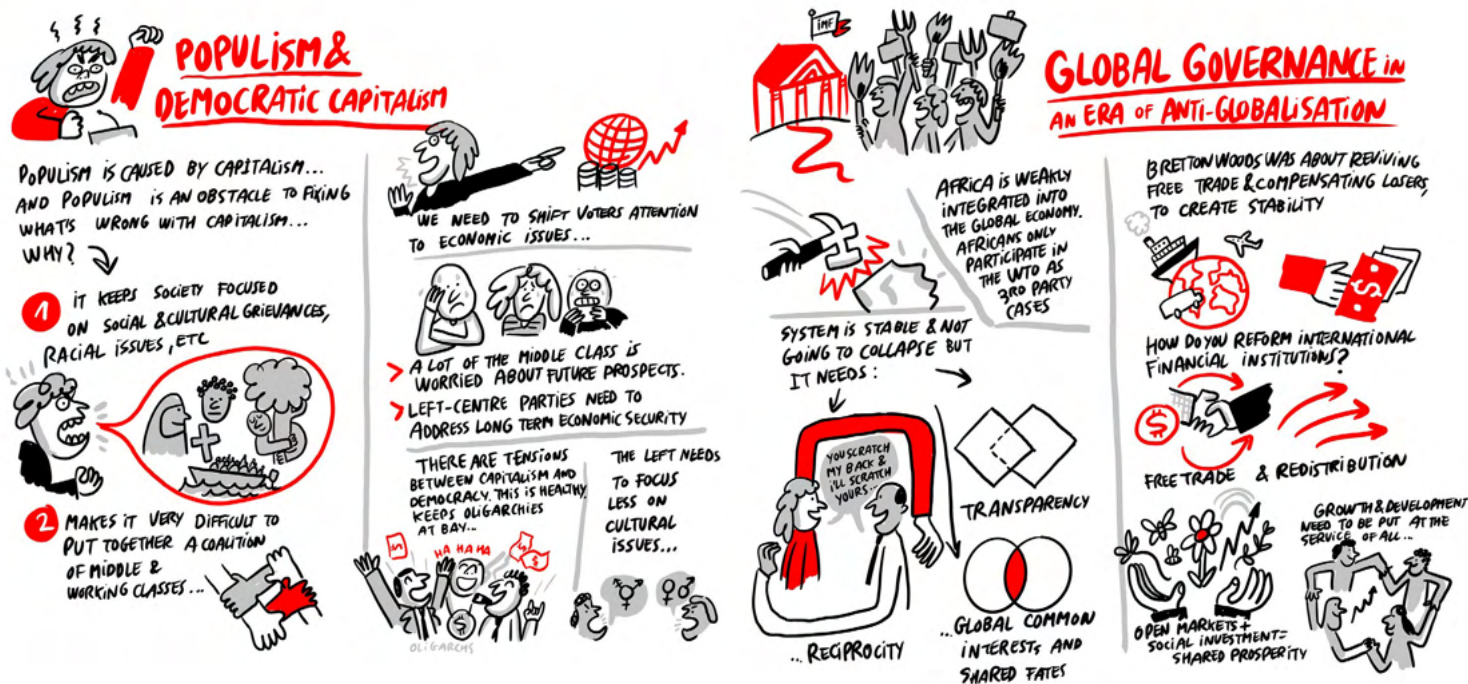 POPULISM &
DEMOCRATIC CAPITALISM
POPULISM IS CAUSED BY CAPITALISM...
AND POPULISM IS AN OBSTACLE TO FIXING
WHAT'S WRONG WITH CAPITALISM...
WHY?
1 IT KEEPS SOCIETY FOCUSED
ON SOCIAL & CULTURAL GRIEVANCES,
RACIAL ISSUES, ETC
2 MAKES IT VERY DIFFICULT TO
PUT TOGETHER A COALITION
OF MIDDLE &
WORKING CLASSES...
WE NEED TO SHIFT VOTERS ATTENTION
TO ECONOMIC ISSUES...
> A LOT OF THE MIDDLE CLASS IS
WORRIED ABOUT FUTURE PROSPECTS.
> LEFT-CENTRE PARTIES NEED TO
ADDRESS LONG TERM ECONOMIC SECURITY
THERE ARE TENSIONS
BETWEEN CAPITALISM AND
DEMOCRACY. THIS IS HEALTHY,
KEEPS OLIGARCHIES
AT BAY...
$
HA HA HA
$
$
$
OLIGARCHS
THE LEFT NEEDS
TO FOCUS
LESS ON
CULTURAL
ISSUES...
IMF
GLOBAL GOVERNANCE IN
AN ERA OF ANTI-GLOBALISATION
AFRICA IS WEAKLY
INTEGRATED INTO
THE GLOBAL ECONOMY.
AFRICANS ONLY
PARTICIPATE IN
THE WTO AS
3RD PARTY
CASES
SYSTEM IS STABLE & NOT
GOING TO COLLAPSE BUT
IT NEEDS:
YOU SCRATCH
MY BACK &
I'LL SCRATCH
YOURS...
... RECIPROCITY
TRANSPARENCY
...GLOBAL COMMON
INTERESTS AND
SHARED FATES
BRETTON WOODS WAS ABOUT REVIVING
FREE TRADE & COMPENSATING LOSERS,
TO CREATE STABILITY
$
HOW DO YOU REFORM INTERNATIONAL
FINANCIAL INSTITUTIONS?
$
FREE TRADE & REDISTRIBUTION
OPEN MARKETS +
SOCIAL INVESTMENT =
SHARED PROSPERITY
GROWTH & DEVELOPMENT
NEED TO BE PUT AT THE
SERVICE OF ALL...